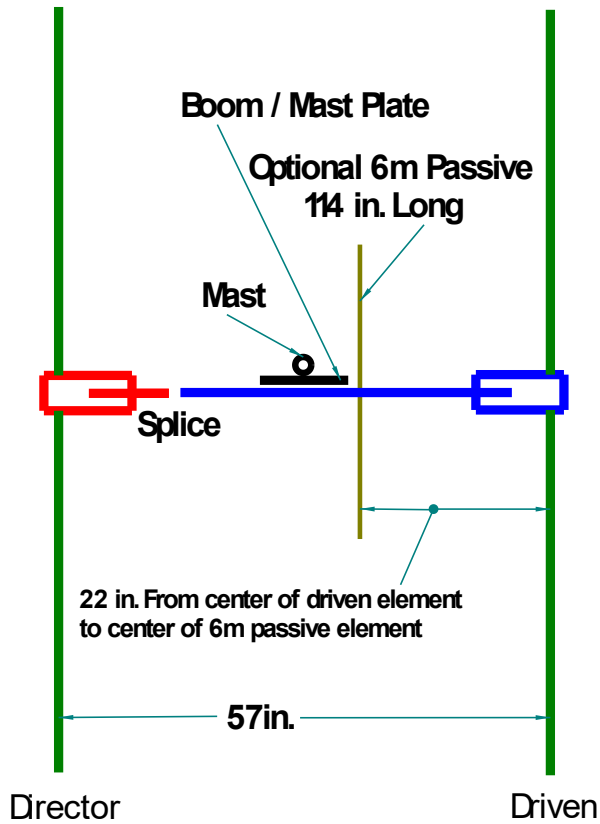 Boom / Mast Plate
Optional 6m Passive
114 in. Long
Mast
Splice
22 in. From center of driven element
to center of 6m passive element
57in.
Director
Driven